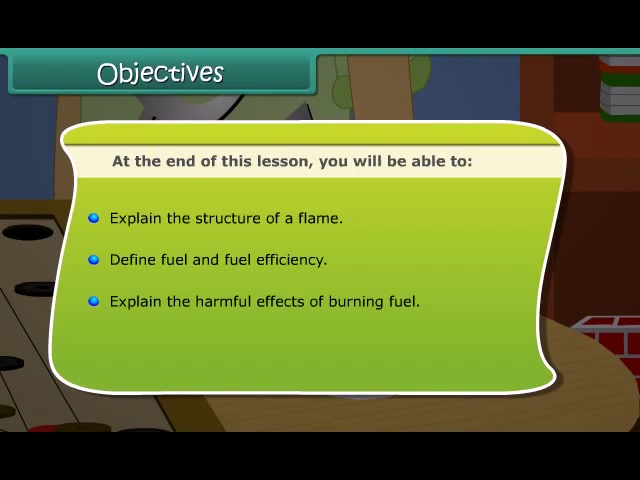 Objectives
At the end of this lesson, you will be able to:
Explain the structure of a flame.
Define fuel and fuel efficiency.
Explain the harmful effects of burning fuel.